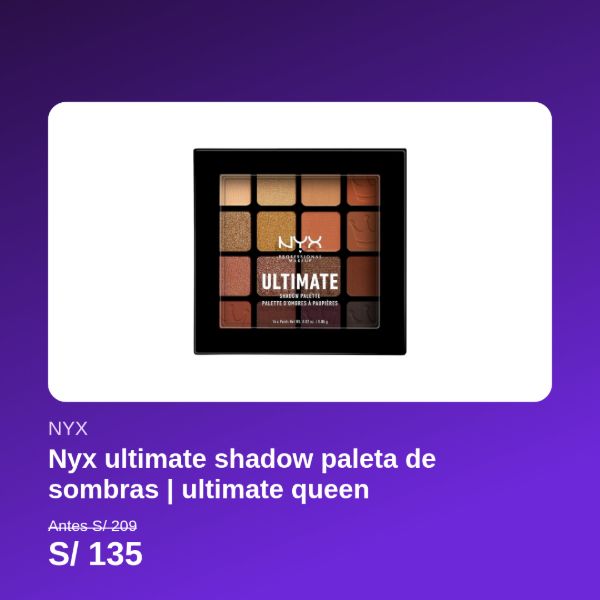 NYX
PROFESSIONAL
MAKEUP
ULTIMATE
SHADOW PALETTE
PALETTE D'OMBRES À PAUPIÈRES
NYX
Nyx ultimate shadow paleta de
sombras | ultimate queen
Antes S/ 209
S/ 135